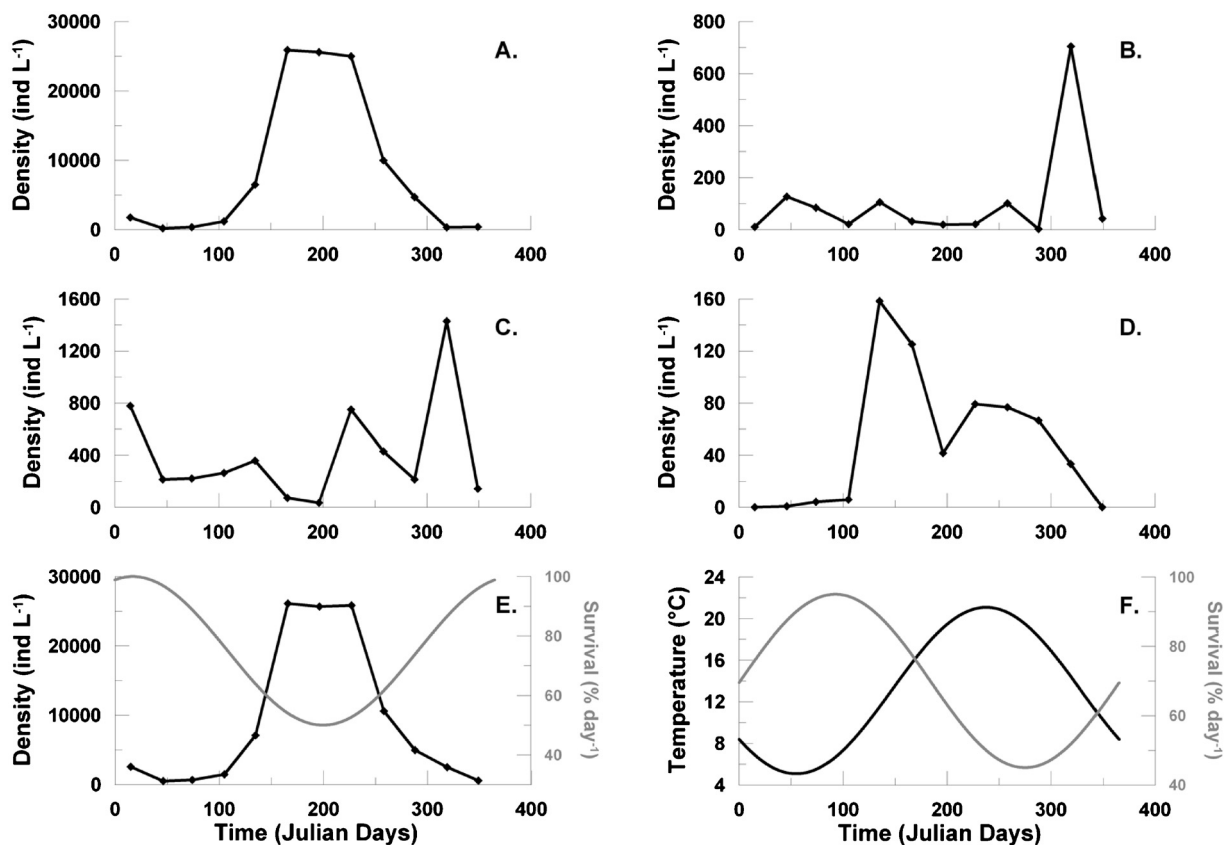 A.
Density (ind L-1)
30000
20000
10000
0
0 100 200 300 400
B.
Density (ind L-1)
800
600
400
200
0
0 100 200 300 400
C.
Density (ind L-1)
1600
1200
800
400
0
0 100 200 300 400
D.
Density (ind L-1)
160
120
80
40
0
0 100 200 300 400
E.
Density (ind L-1)
30000
20000
10000
0
100
80
60
40
Survival (% day-1)
0 100 200 300 400
Time (Julian Days)
F.
Temperature (°C)
24
20
16
12
8
4
100
80
60
40
Survival (% day-1)
0 100 200 300 400
Time (Julian Days)